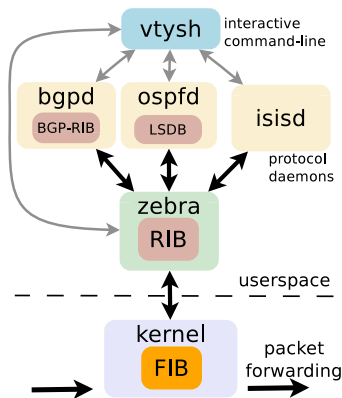 vtysh
interactive
command-line
bgpd
BGP-RIB
ospfd
LSDB
isisd
protocol
daemons
zebra
RIB
userspace
kernel
FIB
packet
forwarding